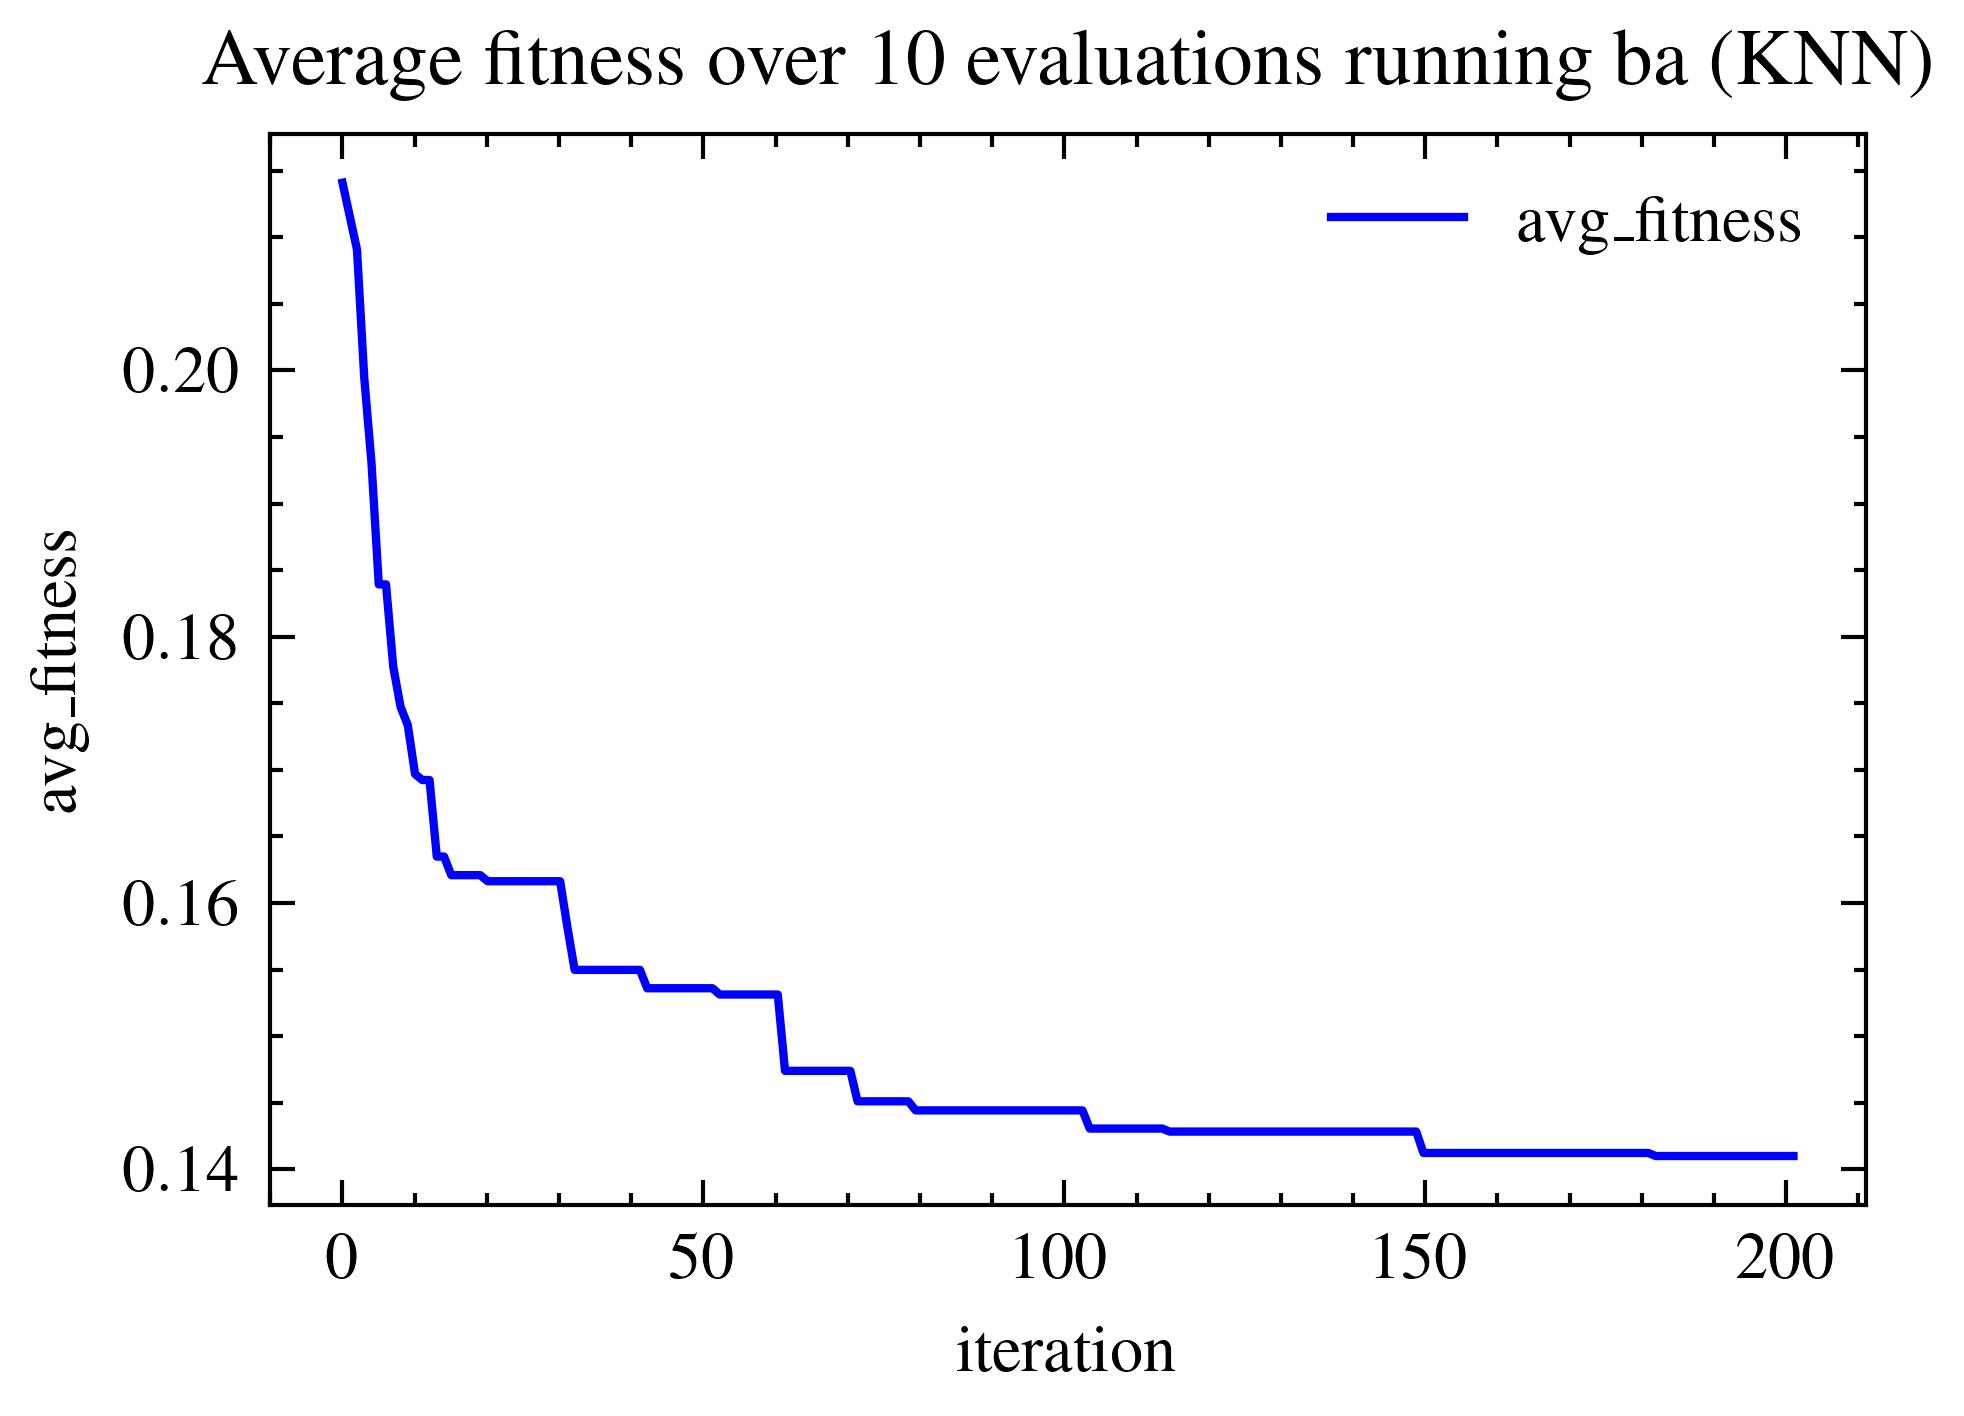 Average fitness over 10 evaluations running ba (KNN)
avg_fitness
0.20
0.18
0.16
0.14
avg_fitness
0 50 100 150 200
iteration